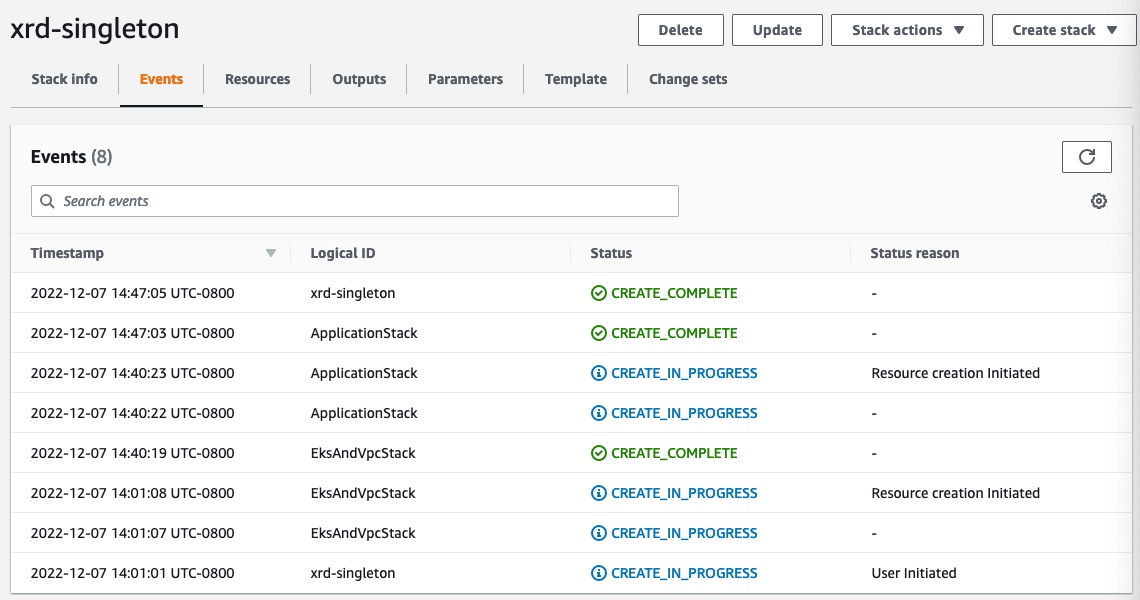 xrd-singleton
Delete Update Stack actions Create stack
Stack info Events Resources Outputs Parameters Template Change sets
Events (8)
Search events
Timestamp Logical ID Status Status reason
2022-12-07 14:47:05 UTC-0800 xrd-singleton CREATE_COMPLETE -
2022-12-07 14:47:03 UTC-0800 ApplicationStack CREATE_COMPLETE -
2022-12-07 14:40:23 UTC-0800 ApplicationStack CREATE_IN_PROGRESS Resource creation Initiated
2022-12-07 14:40:22 UTC-0800 ApplicationStack CREATE_IN_PROGRESS -
2022-12-07 14:40:19 UTC-0800 EksAndVpcStack CREATE_COMPLETE -
2022-12-07 14:01:08 UTC-0800 EksAndVpcStack CREATE_IN_PROGRESS Resource creation Initiated
2022-12-07 14:01:07 UTC-0800 EksAndVpcStack CREATE_IN_PROGRESS -
2022-12-07 14:01:01 UTC-0800 xrd-singleton CREATE_IN_PROGRESS User Initiated